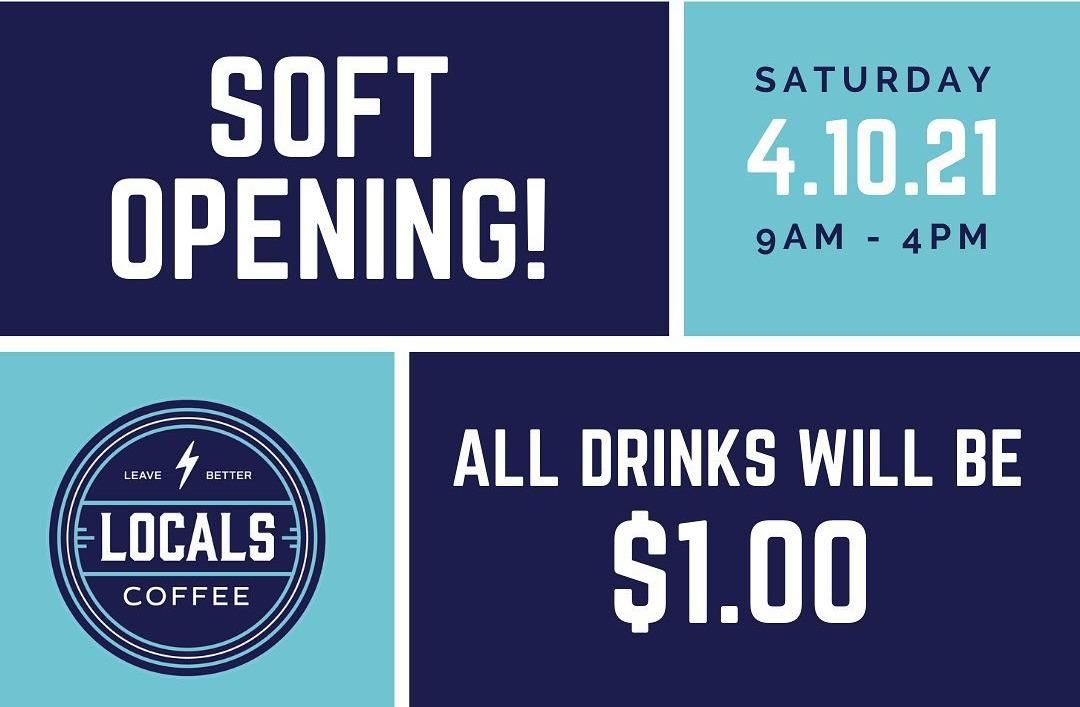 SOFT
OPENING!
SATURDAY
4.10.21
9AM - 4PM
LEAVE BETTER
LOCALS
COFFEE
ALL DRINKS WILL BE
$1.00